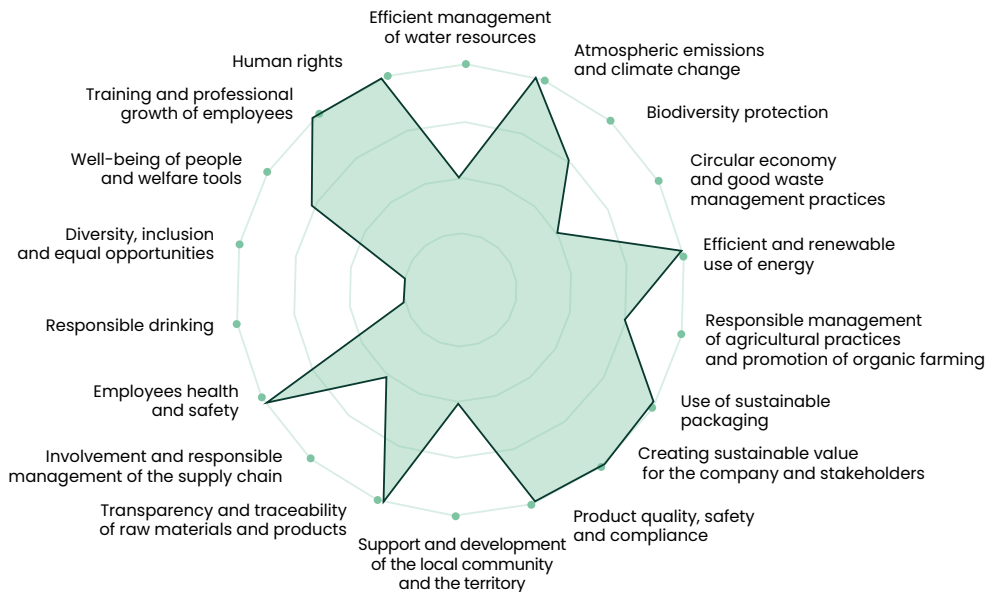 Efficient management
of water resources
Atmospheric emissions
and climate change
Biodiversity protection
Circular economy
and good waste
management practices
Efficient and renewable
use of energy
Responsible management
of agricultural practices
and promotion of organic farming
Use of sustainable
packaging
Creating sustainable value
for the company and stakeholders
Product quality, safety
and compliance
Support and development
of the local community
and the territory
Transparency and traceability
of raw materials and products
Involvement and responsible
management of the supply chain
Employees health
and safety
Responsible drinking
Diversity, inclusion
and equal opportunities
Well-being of people
and welfare tools
Training and professional
growth of employees
Human rights